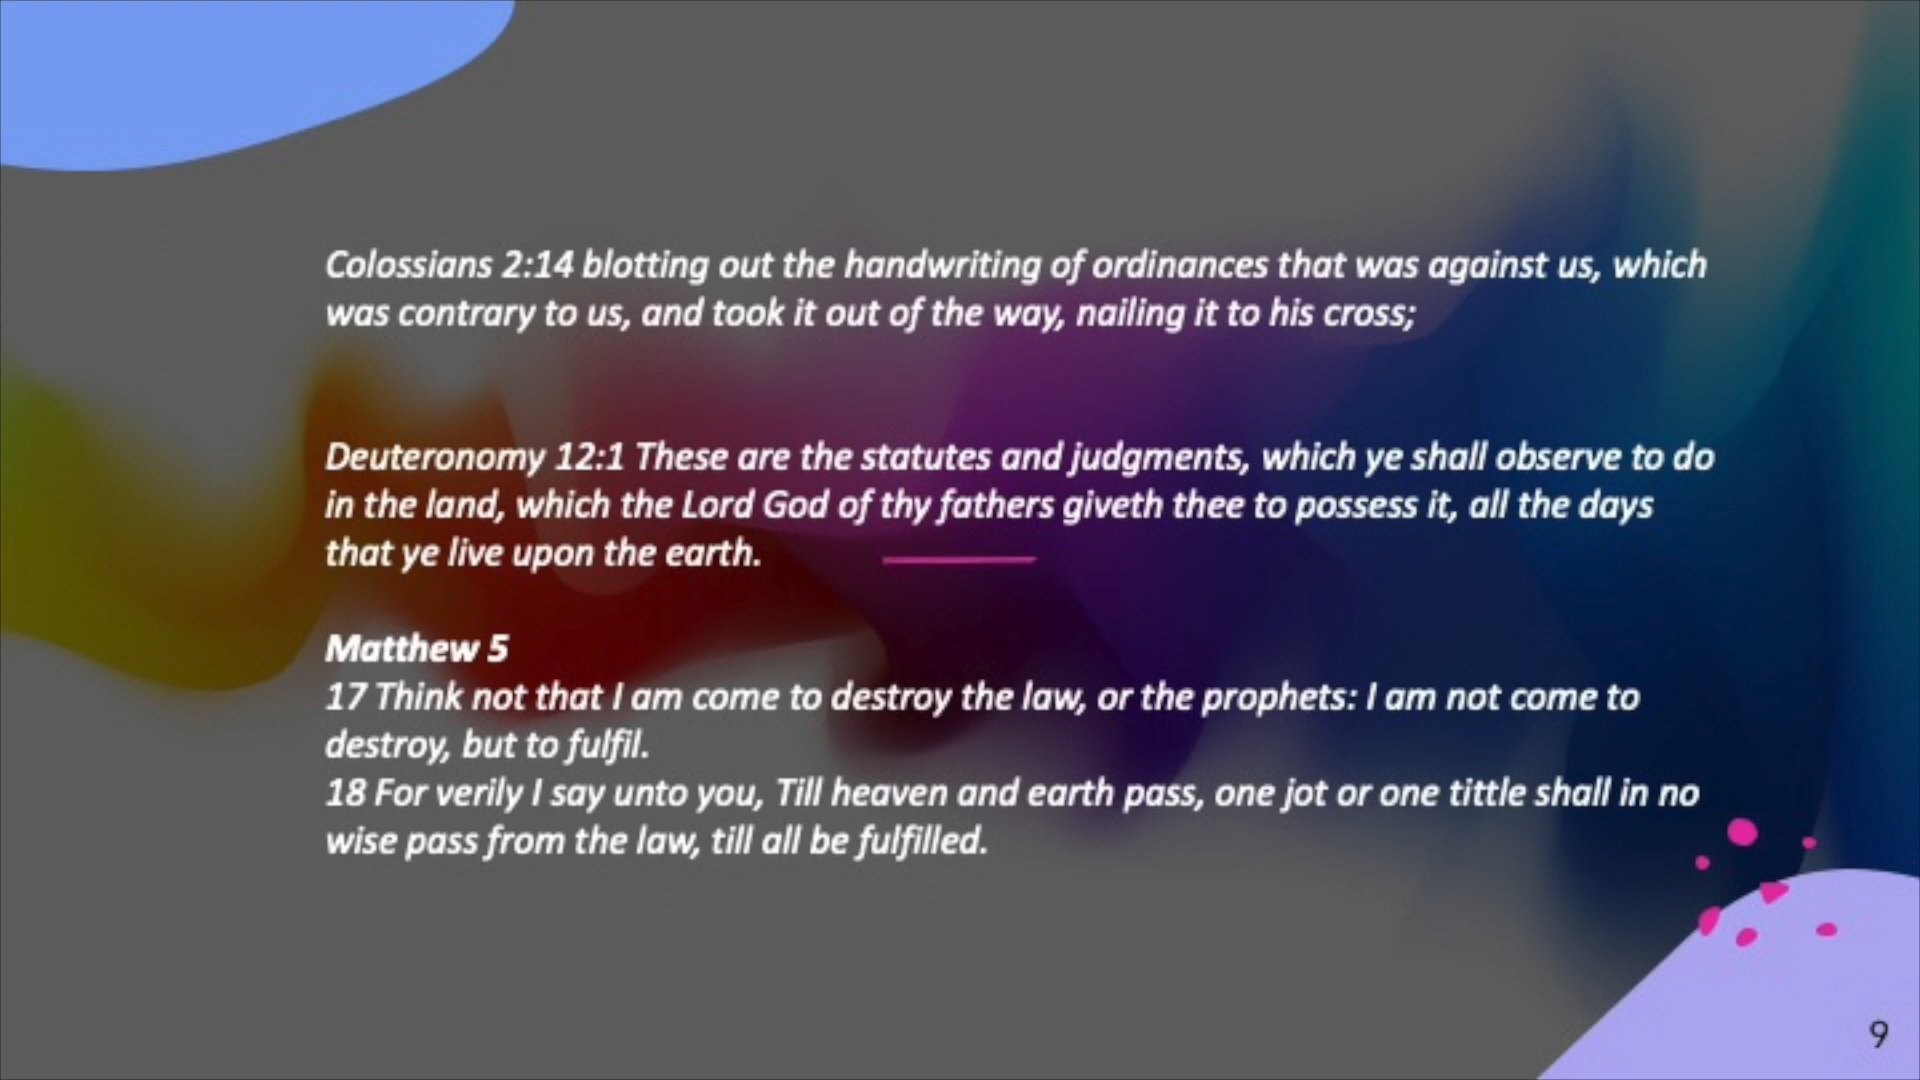 Colossians 2:14 blotting out the handwriting of ordinances that was against us, which
was contrary to us, and took it out of the way, nailing it to his cross;
Deuteronomy 12:1 These are the statutes and judgments, which ye shall observe to do
in the land, which the Lord God of thy fathers giveth thee to possess it, all the days
that ye live upon the earth.
Matthew 5
17 Think not that I am come to destroy the law, or the prophets: I am not come to
destroy, but to fulfil.
18 For verily I say unto you, Till heaven and earth pass, one jot or one tittle shall in no
wise pass from the law, till all be fulfilled.
9